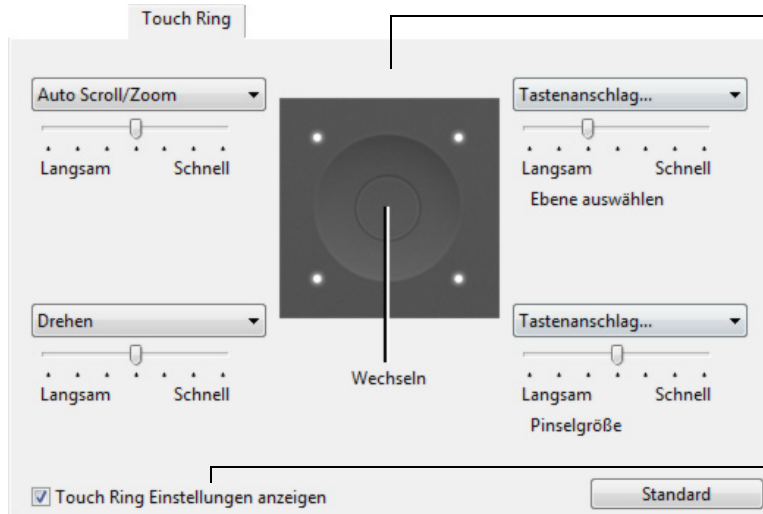 Touch Ring
Auto Scroll/Zoom
Langsam Schnell
Tastenanschlag...
Langsam Schnell
Ebene auswählen
Drehen
Langsam Schnell
Wechseln
Tastenanschlag...
Langsam Schnell
Pinselgröße
Touch Ring Einstellungen anzeigen
Standard